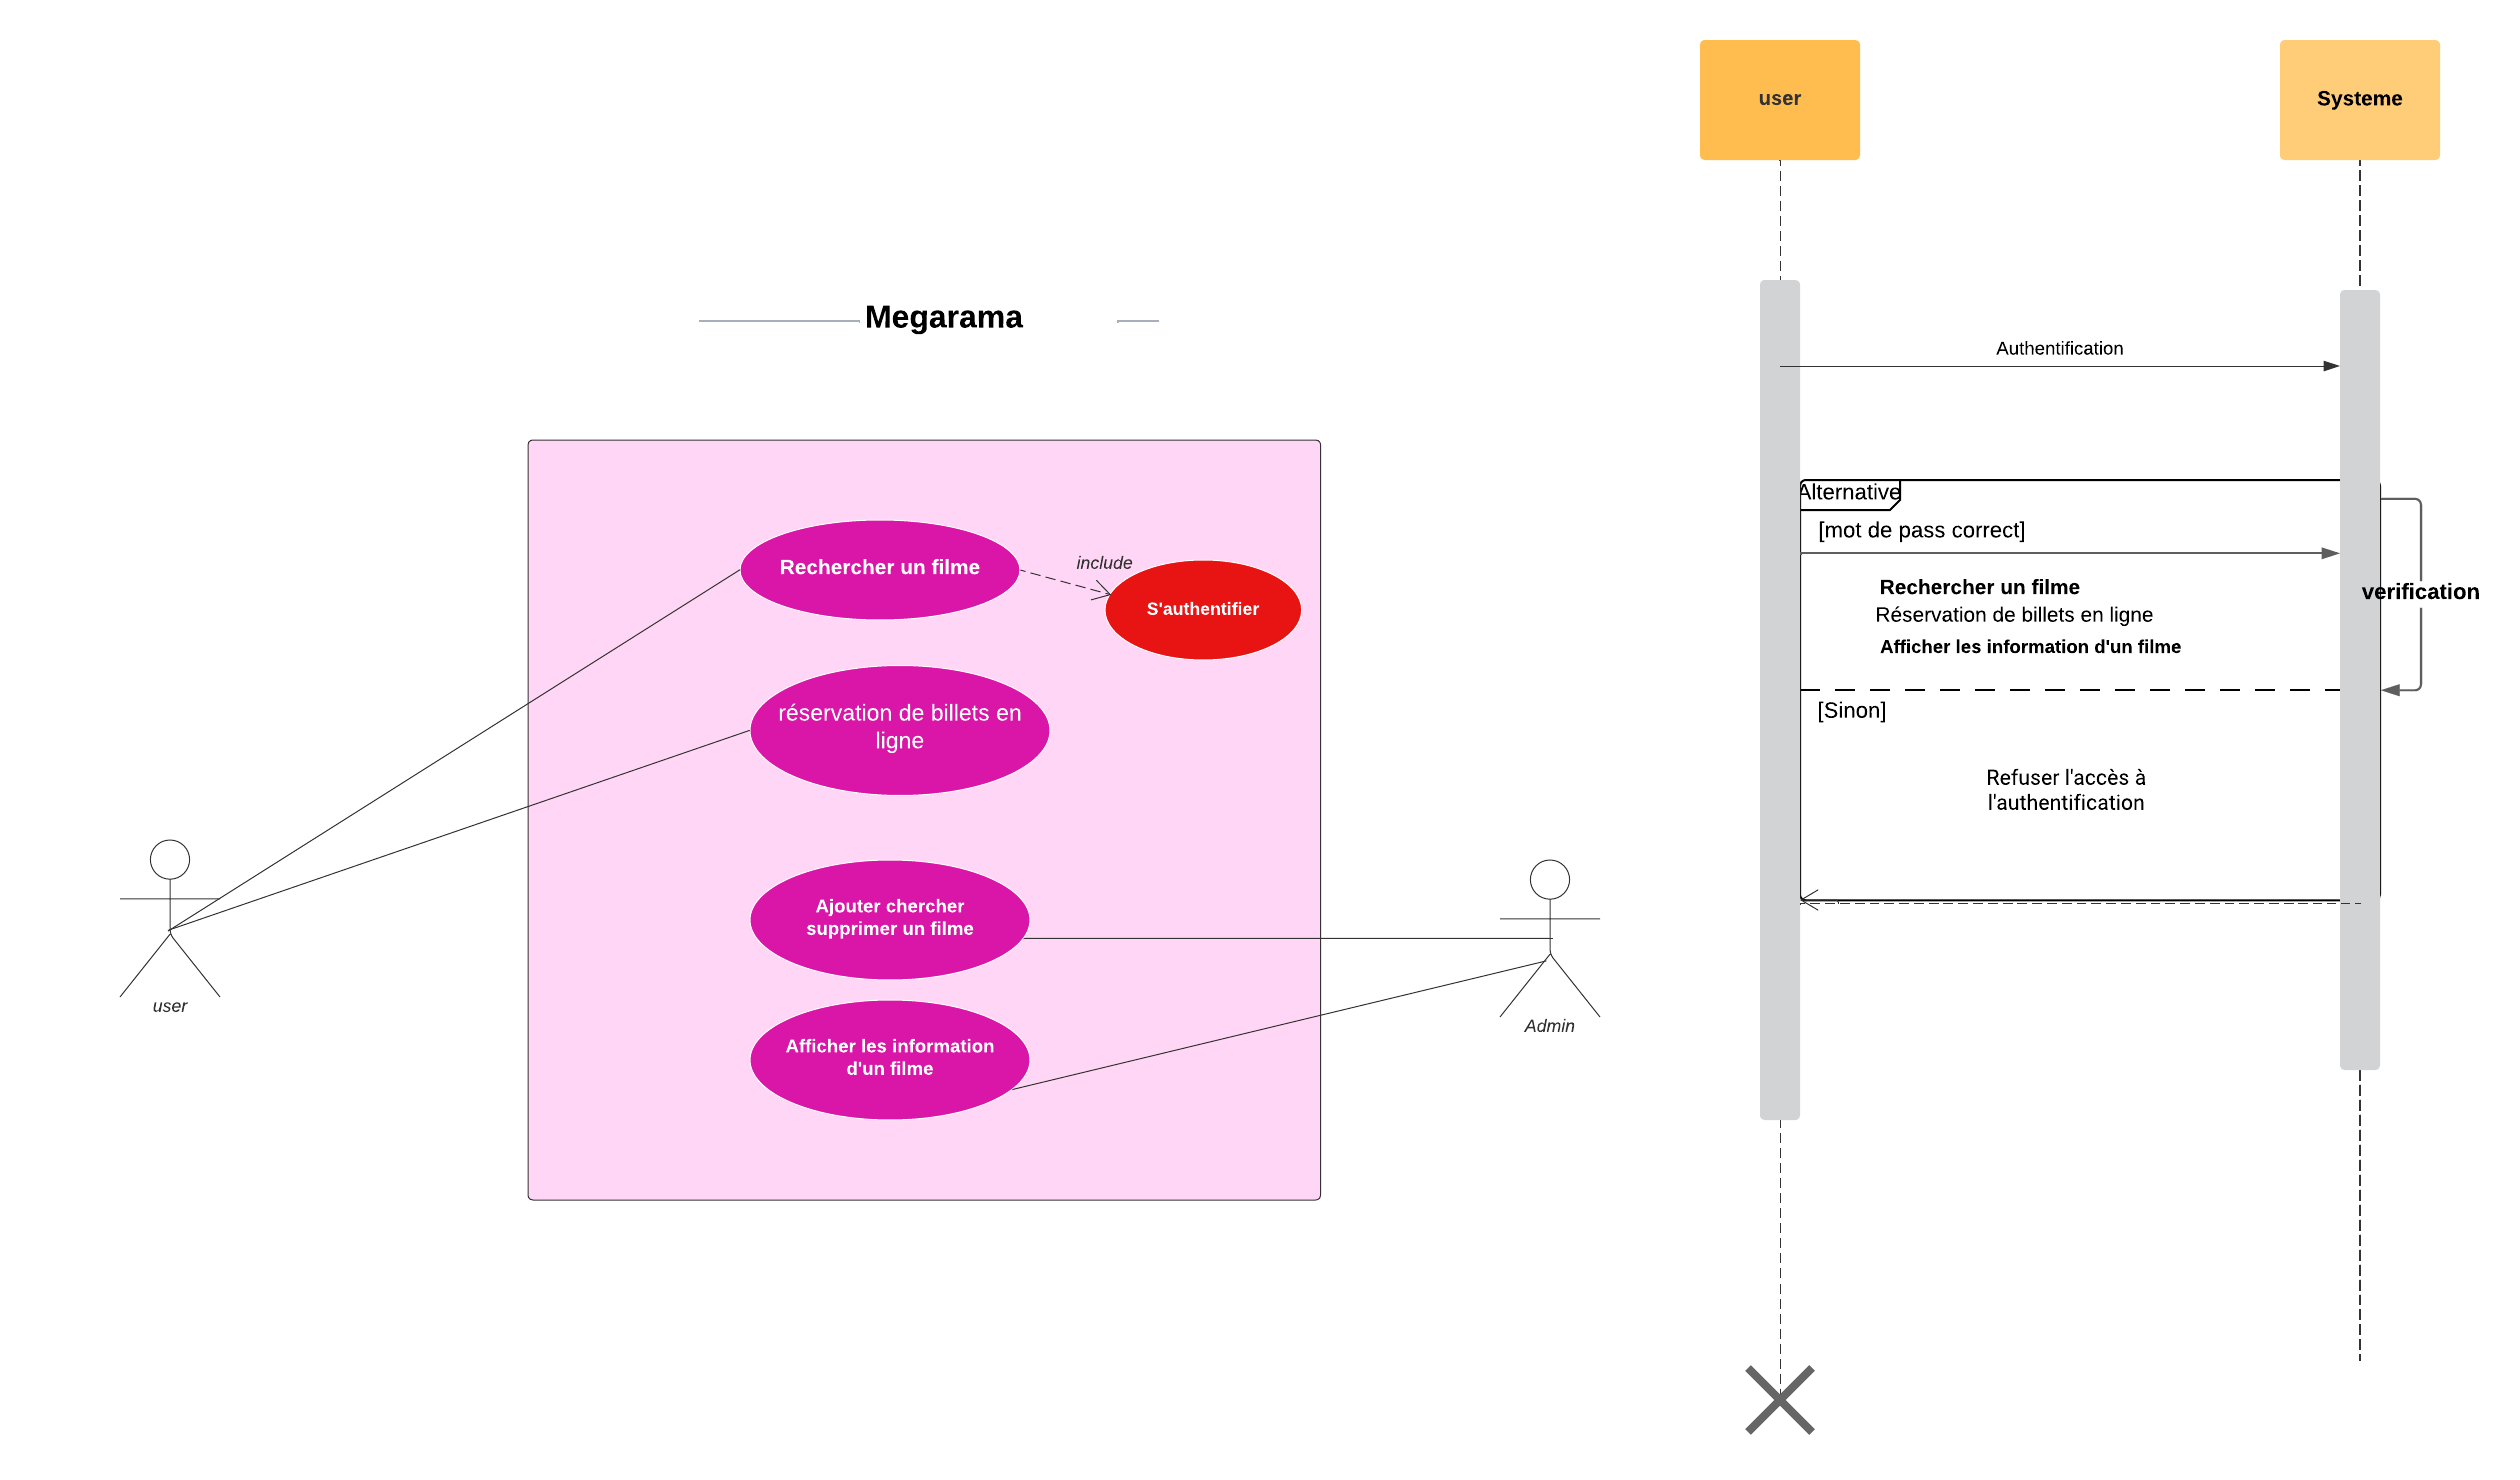 Megarama
Rechercher un filme
include
S'authentifier
réservation de billets en
ligne
Ajouter chercher
supprimer un filme
Afficher les information
d'un filme
user
Admin
user
Systeme
Authentification
Alternative
[mot de pass correct]
Rechercher un filme
verification
Réservation de billets en ligne
Afficher les information d'un filme
[Sinon]
Refuser l'accès à
l'authentification